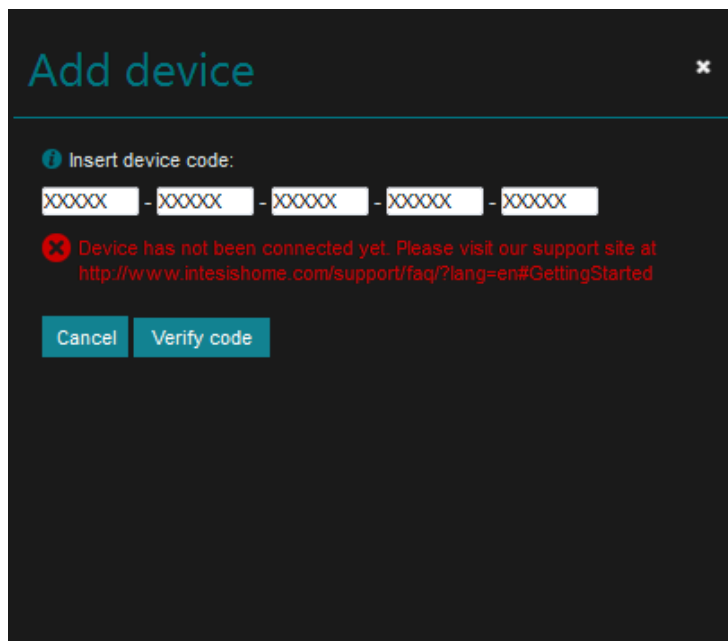 Add device
Insert device code:
XXXXX - XXXXX - XXXXX - XXXXX - XXXXX
Device has not been connected yet. Please visit our support site at
http://www.intesishome.com/support/faq/?lang=en#GettingStarted
Cancel Verify code